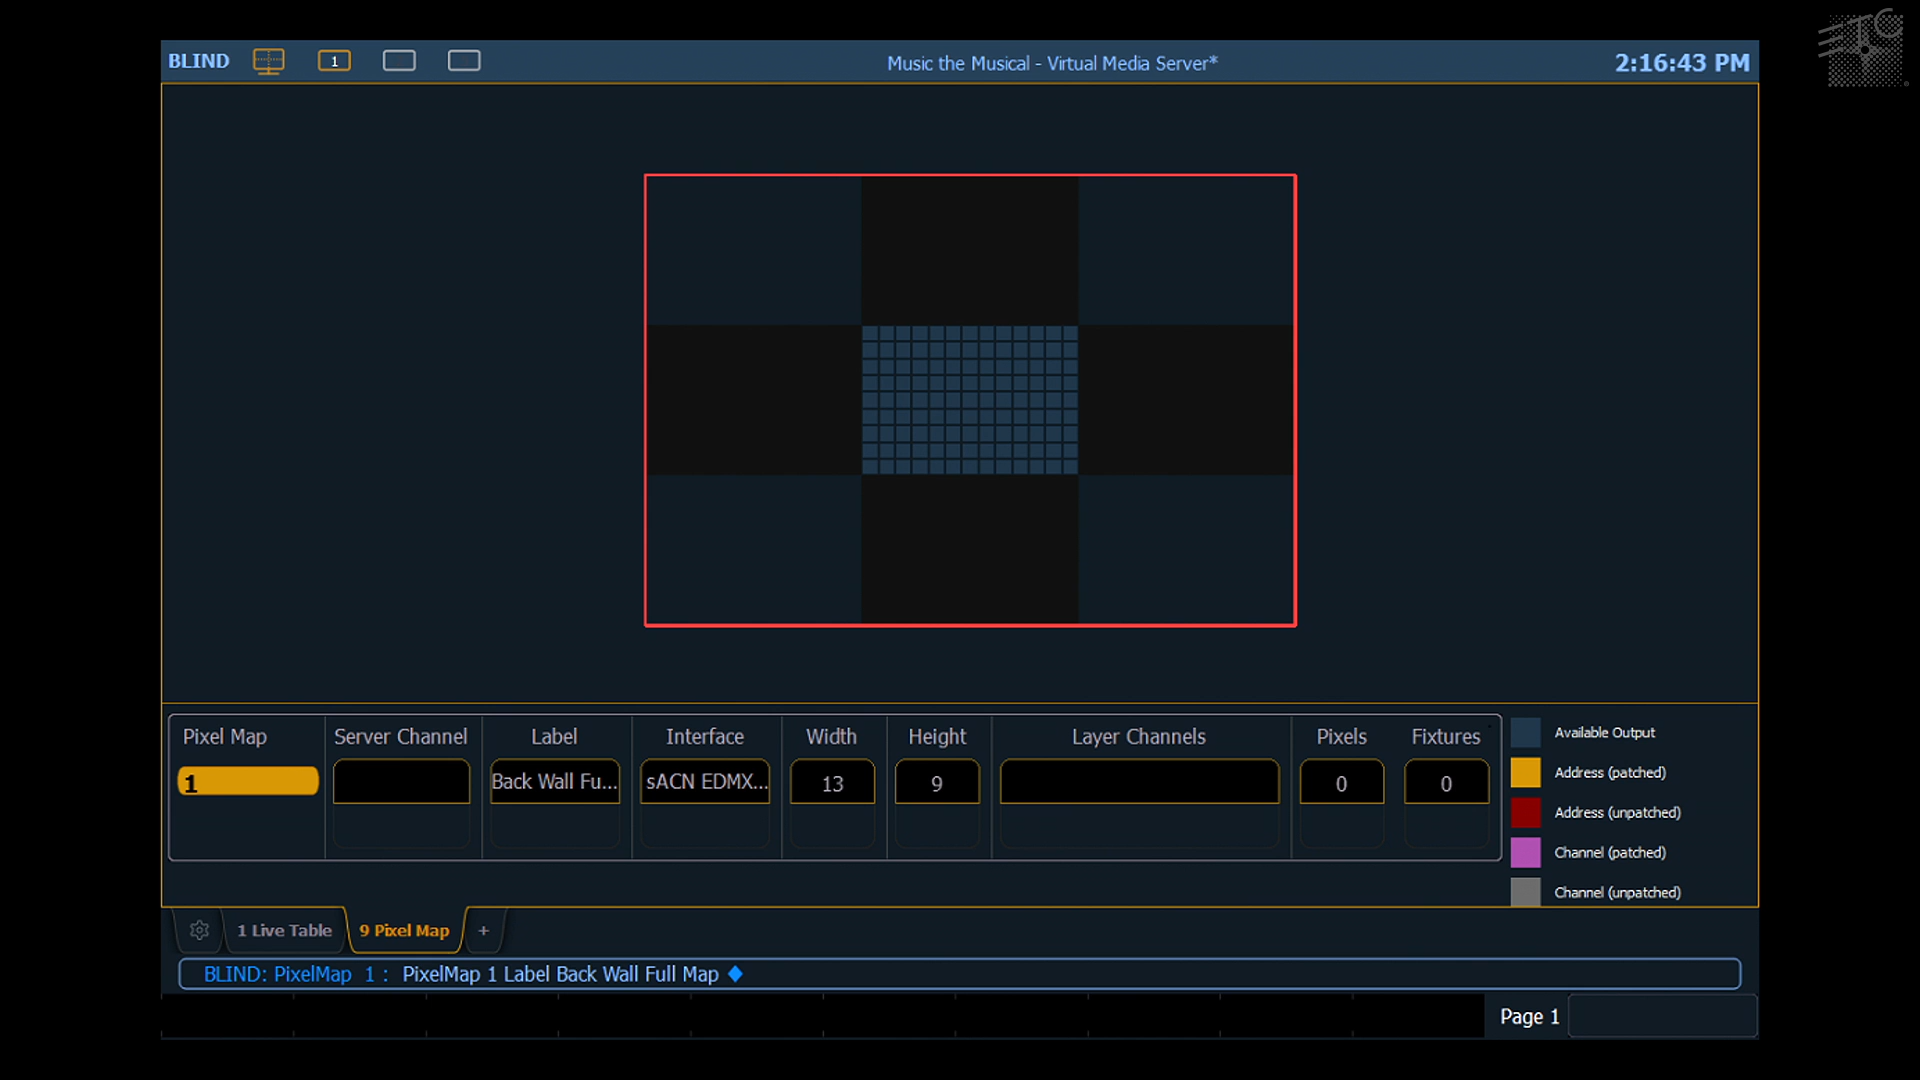 ETC
BLIND 1 Music the Musical - Virtual Media Server* 2:16:43 PM
Pixel Map Server Channel Label Interface Width Height Layer Channels Pixels Fixtures
1 Back Wall Fu... sACN EDMX... 13 9 0 0
Available Output
Address (patched)
Address (unpatched)
Channel (patched)
Channel (unpatched)
1 Live Table 9 Pixel Map +
BLIND: PixelMap 1 : PixelMap 1 Label Back Wall Full Map
Page 1